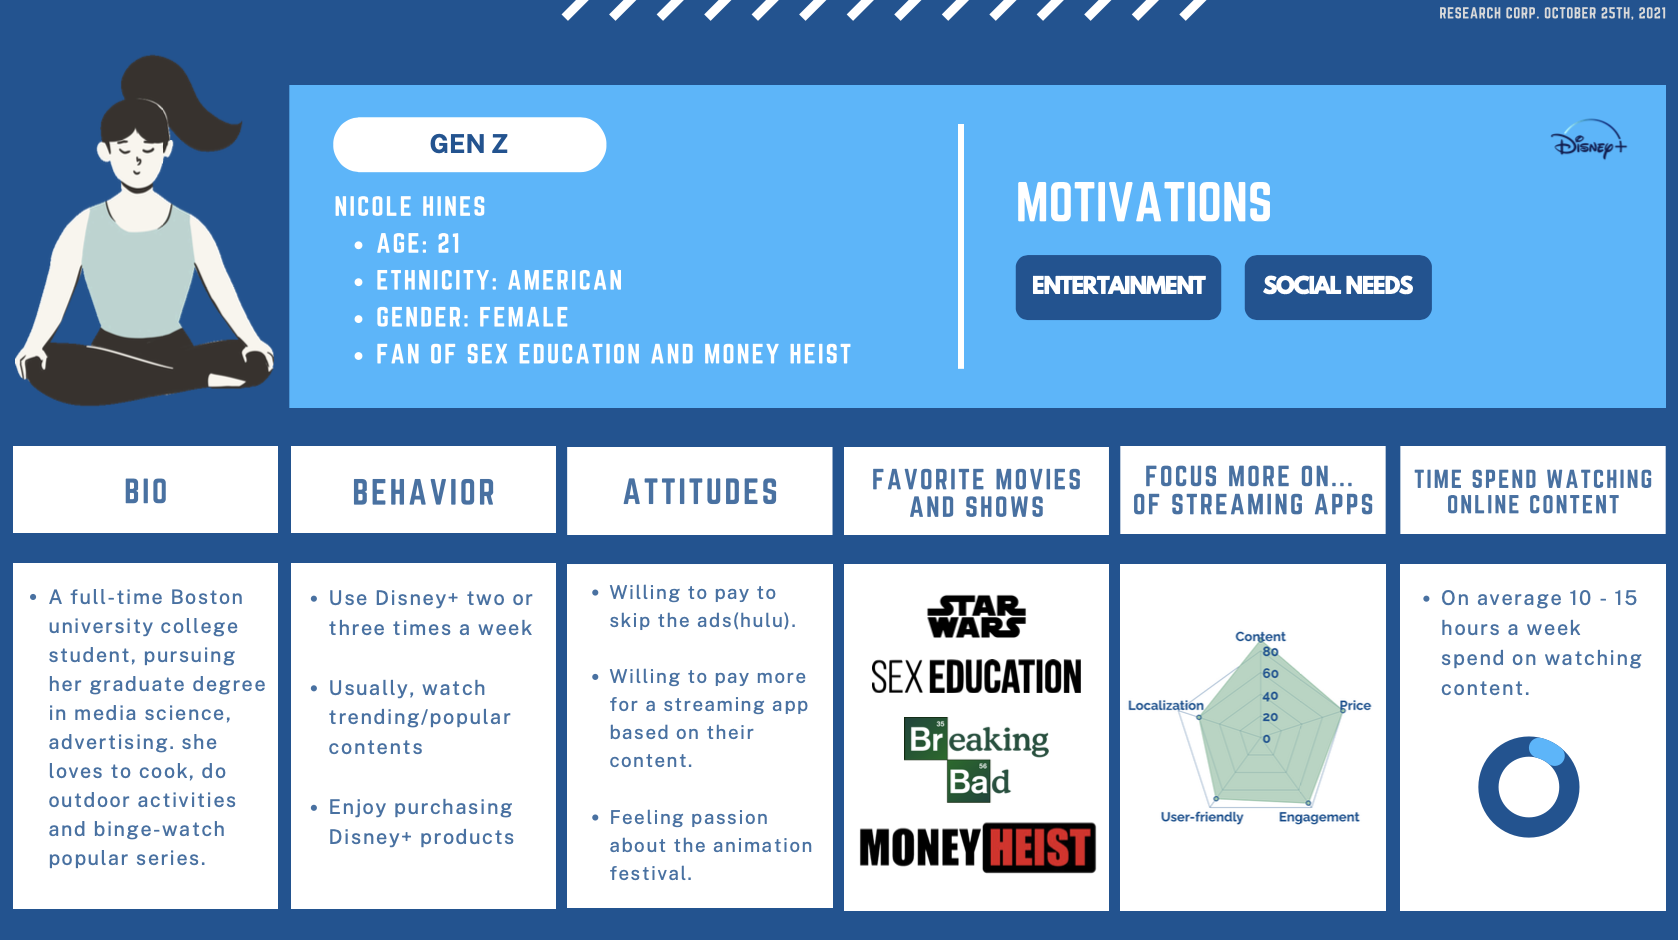 RESEARCH CORP. OCTOBER 25TH, 2021
GEN Z
NICOLE HINES
• AGE: 21
• ETHNICITY: AMERICAN
• GENDER: FEMALE
• FAN OF SEX EDUCATION AND MONEY HEIST
Disney+
MOTIVATIONS
ENTERTAINMENT
SOCIAL NEEDS
BIO
• A full-time Boston
university college
student, pursuing
her graduate degree
in media science,
advertising. she
loves to cook, do
outdoor activities
and binge-watch
popular series.
BEHAVIOR
• Use Disney+ two or
three times a week
• Usually, watch
trending/popular
contents
• Enjoy purchasing
Disney+ products
ATTITUDES
• Willing to pay to
skip the ads(hulu).
• Willing to pay more
for a streaming app
based on their
content.
• Feeling passion
about the animation
festival.
FAVORITE MOVIES
AND SHOWS
STAR
WARS
SEX EDUCATION
35
Breaking
56
Bad
MONEY HEIST
FOCUS MORE ON...
OF STREAMING APPS
Content
80
60
40
20
0
Localization
Price
User-friendly
Engagement
TIME SPEND WATCHING
ONLINE CONTENT
• On average 10 - 15
hours a week
spend on watching
content.